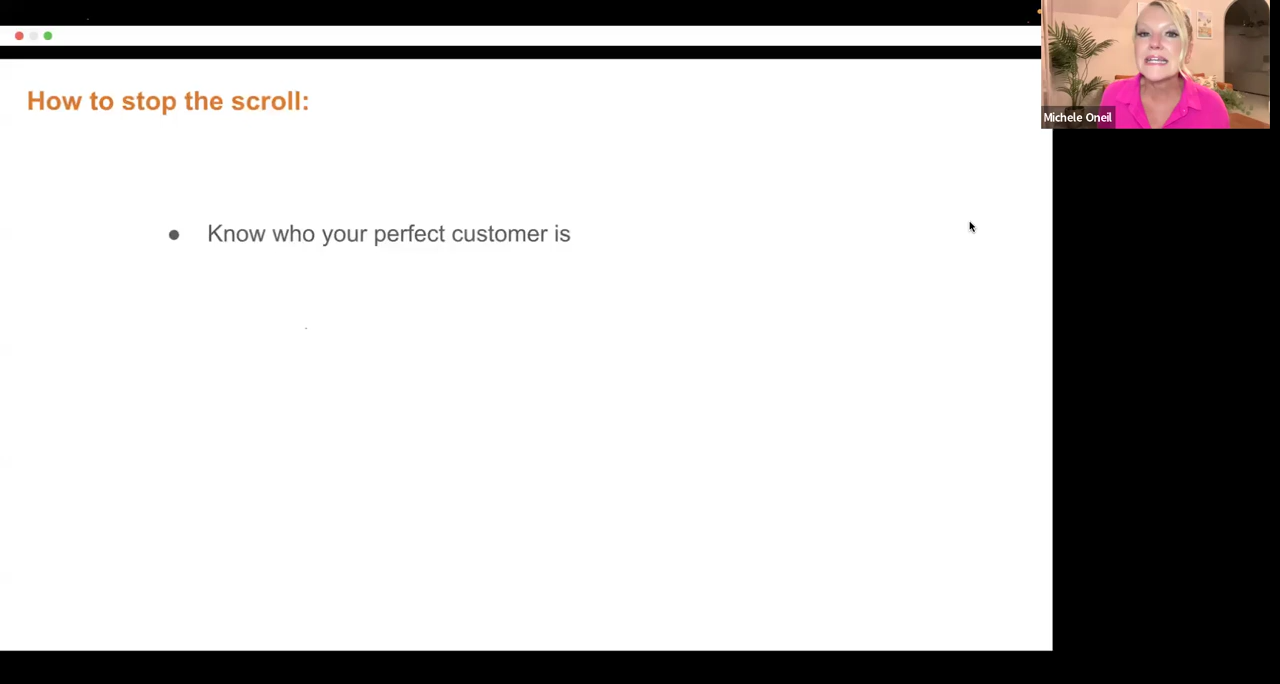 How to stop the scroll:
Michele Oneil
● Know who your perfect customer is